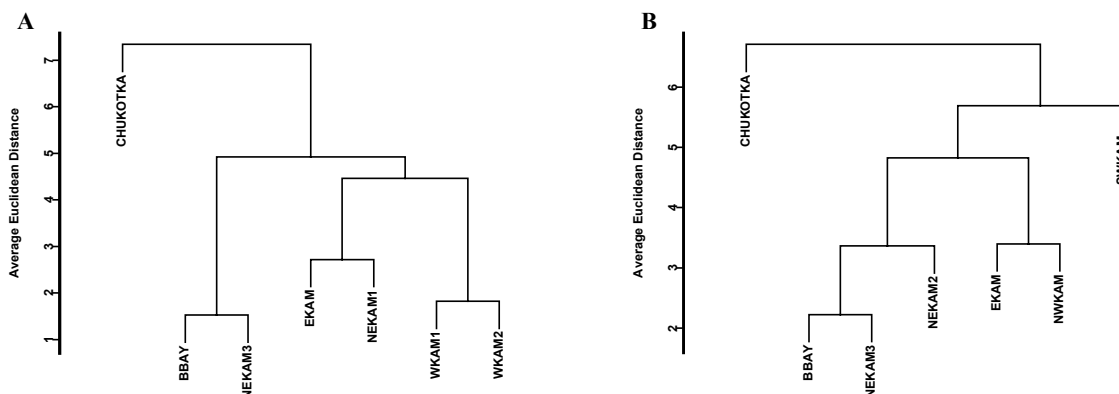 A
Average Euclidean Distance
7
6
5
4
3
2
1
CHUKOTKA
BBAY
NEKAM3
EKAM
NEKAM1
WKAM1
WKAM2
B
Average Euclidean Distance
6
5
4
3
2
CHUKOTKA
BBAY
NEKAM3
NEKAM2
EKAM
NWKAM